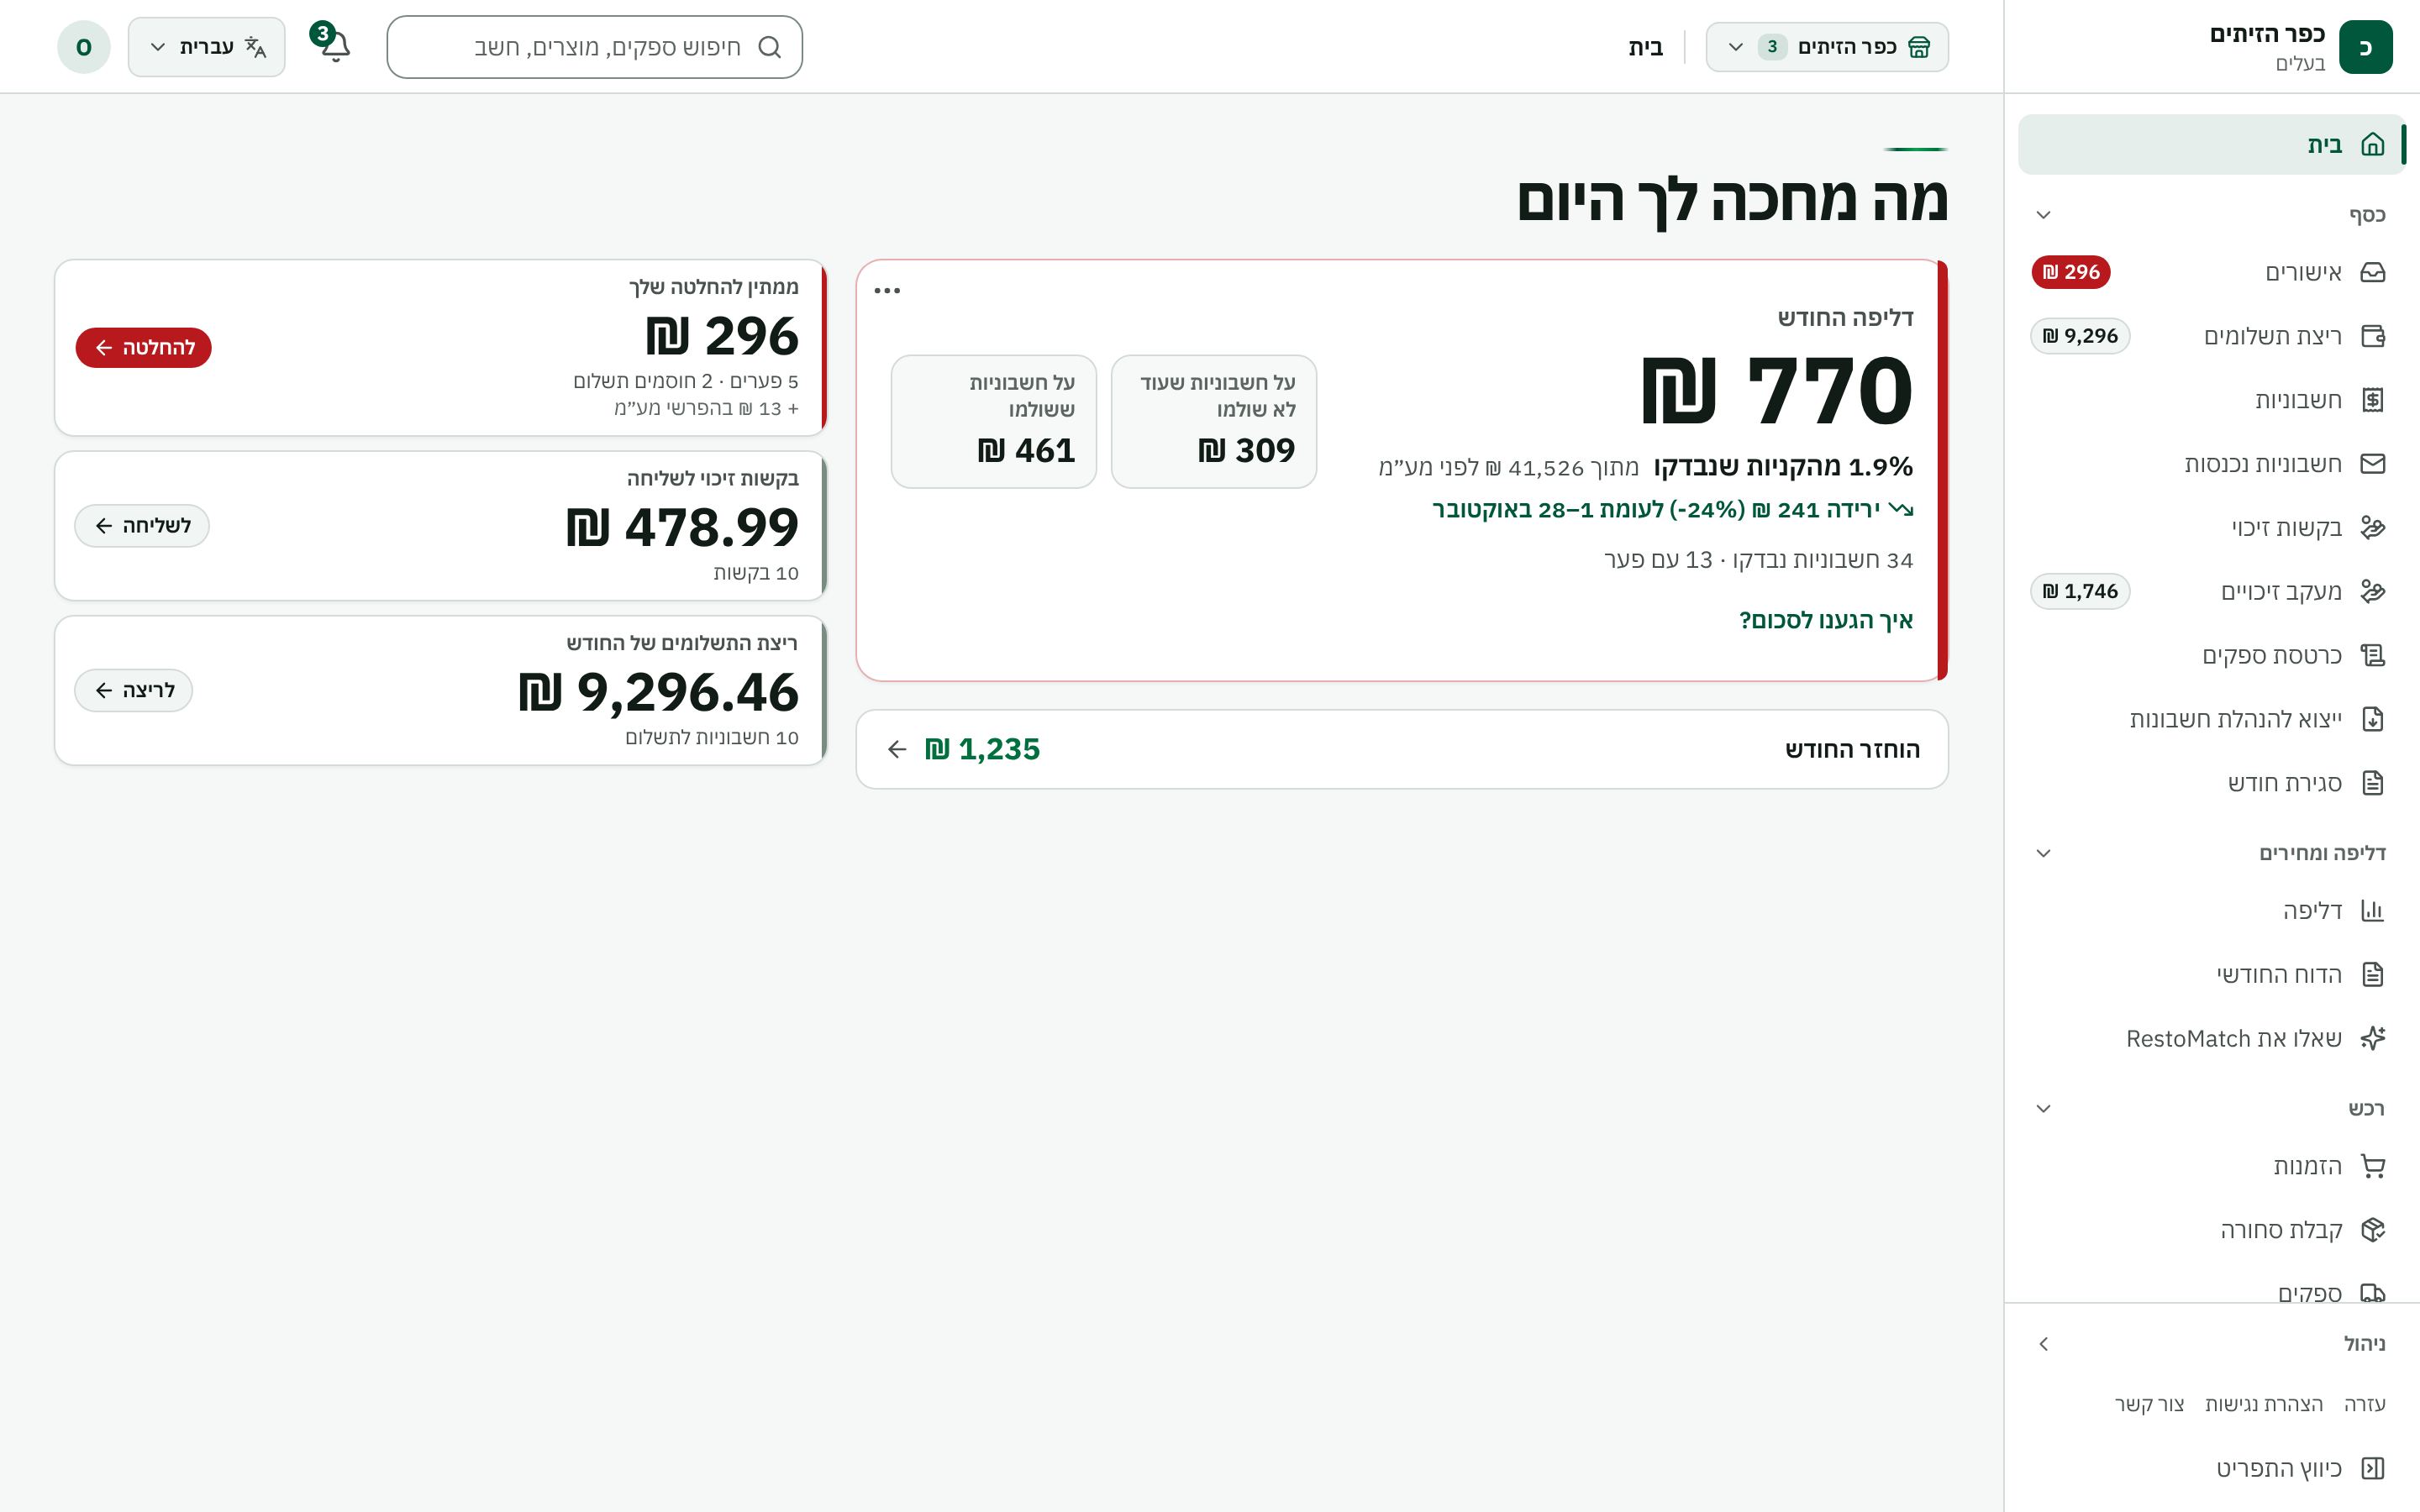 כ
כפר הזיתים
בעלים
כפר הזיתים 3
בית
חיפוש ספקים, מוצרים, חשב
3
עברית
O
בית
כסף
אישורים
296 ₪
ריצת תשלומים
9,296 ₪
חשבוניות
חשבוניות נכנסות
בקשות זיכוי
מעקב זיכויים
1,746 ₪
כרטסת ספקים
ייצוא להנהלת חשבונות
סגירת חודש
דליפה ומחירים
דליפה
הדוח החודשי
שאלו את RestoMatch
רכש
הזמנות
קבלת סחורה
ספקים
ניהול
עזרה הצהרת נגישות צור קשר
כיווץ התפריט
מה מחכה לך היום
דליפה החודש
770 ₪
1.9% מהקניות שנבדקו מתוך 41,526 ₪ לפני מע״מ
ירידה 241 ₪ (-24%) לעומת 1–28 באוקטובר
34 חשבוניות נבדקו · 13 עם פער
איך הגענו לסכום?
על חשבוניות שעוד
לא שולמו
309 ₪
על חשבוניות
ששולמו
461 ₪
הוחזר החודש
1,235 ₪
ממתין להחלטה שלך
296 ₪
5 פערים · 2 חוסמים תשלום
+ 13 ₪ בהפרשי מע״מ
להחלטה
בקשות זיכוי לשליחה
478.99 ₪
10 בקשות
לשליחה
ריצת התשלומים של החודש
9,296.46 ₪
10 חשבוניות לתשלום
לריצה